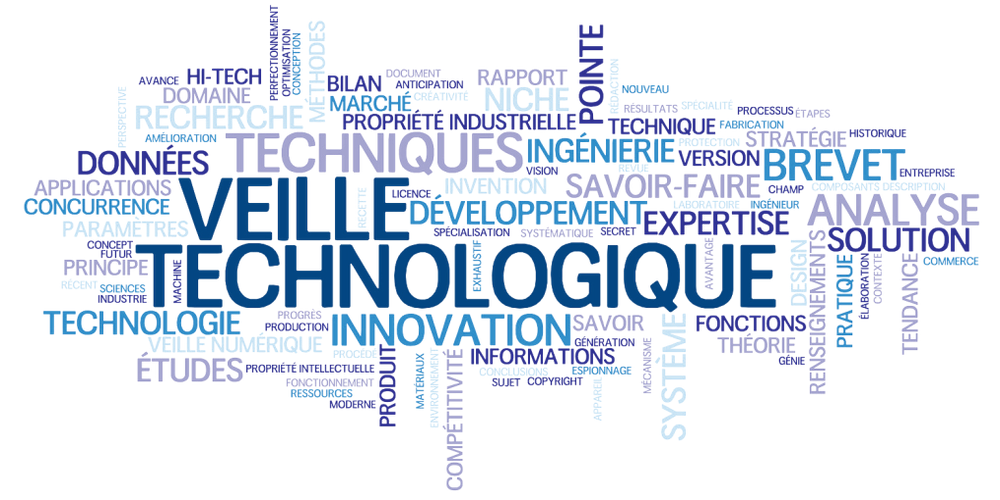 PERFECTIONNEMENT
OPTIMISATION
CONCEPTION
MÉTHODES
POINTE
RÉDACTION
AVANCE
HI-TECH
BILAN
DOCUMENT
ANTICIPATION
RAPPORT
NOUVEAU
PERSPECTIVE
DOMAINE
MARCHÉ
CRÉATIVITÉ
NICHE
RÉSULTATS
SPÉCIALITÉ
PROCESSUS
ÉTAPES
RECHERCHE
PROPRIÉTÉ INDUSTRIELLE
TECHNIQUE
FABRICATION
AMÉLIORATION
TECHNIQUES
INGÉNIERIE
PROTECTION
STRATÉGIE
HISTORIQUE
DONNÉES
VISION
REVUE
VERSION
BREVET
ENTREPRISE
APPLICATIONS
VEILLE
RECETTE
LICENCE
INVENTION
SAVOIR-FAIRE
CHAMP
COMPOSANTS
DESCRIPTION
CONCURRENCE
DÉVELOPPEMENT
LABORATOIRE
INGÉNIEUR
ANALYSE
PARAMÈTRES
SPÉCIALISATION
SYSTÉMATIQUE
SECRET
EXPERTISE
SOLUTION
CONCEPT
FUTUR
TECHNOLOGIQUE
EXHAUSTIF
AVANTAGE
DESIGN
RENSEIGNEMENTS
PRATIQUE
ÉLABORATION
CONTEXTE
TENDANCE
COMMERCE
PRINCIPE
MACHINE
RÉCENT
SCIENCES
INDUSTRIE
TECHNOLOGIE
PROGRÈS
PRODUCTION
INNOVATION
SAVOIR
SYSTÈME
FONCTIONS
VEILLE NUMÉRIQUE
GÉNÉRATION
THÉORIE
ÉTUDES
PROCÉDÉ
PRODUIT
MATÉRIAUX
ENVIRONNEMENT
COMPÉTITIVITÉ
INFORMATIONS
MÉCANISME
GÉNIE
PROPRIÉTÉ INTELLECTUELLE
CONCLUSIONS
ESPIONNAGE
FONCTIONNEMENT
SUJET
COPYRIGHT
APPAREIL
RESSOURCES
MODERNE